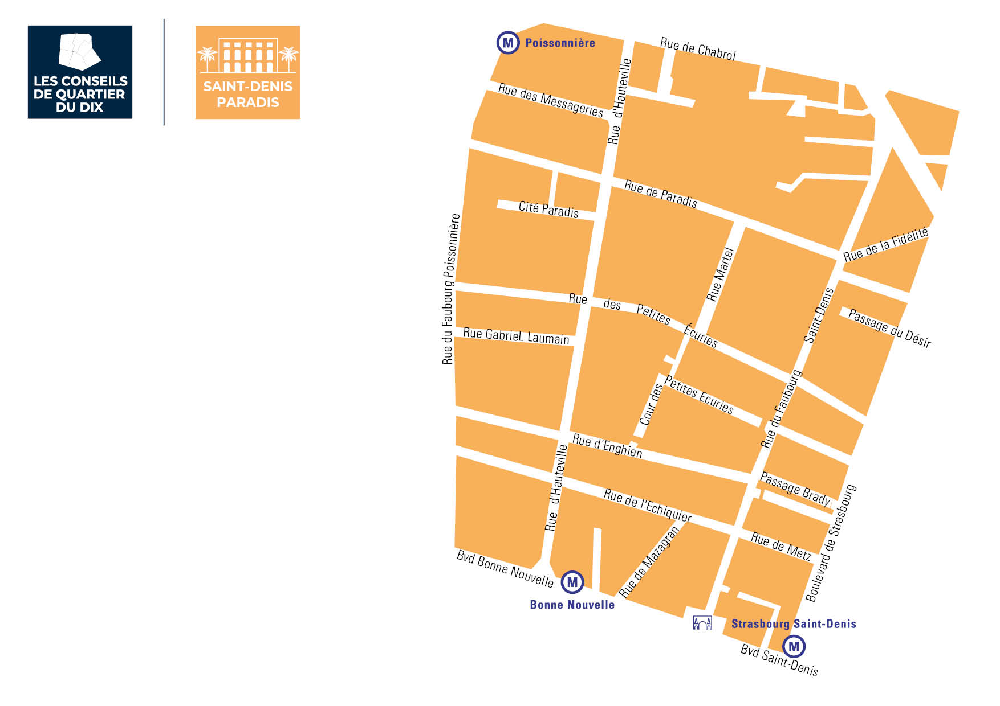 LES CONSEILS
DE QUARTIER
DU DIX
SAINT-DENIS
PARADIS
M Poissonnière
Rue de Chabrol
Rue d'Hauteville
Rue des Messageries
Rue de Paradis
Cité Paradis
Rue du Faubourg Poissonnière
Rue de la Fidélité
Rue Martel
Rue des Petites Écuries
Rue du Faubourg Saint-Denis
Passage du Désir
Rue GabrieL Laumain
Cour des Petites Ecuries
Rue d'Enghien
Rue d'Hauteville
Passage Brady
Rue de l'Echiquier
Boulevard de Strasbourg
Rue de Mazagran
Rue de Metz
Bvd Bonne Nouvelle
M
Bonne Nouvelle
Strasbourg Saint-Denis
M
Bvd Saint-Denis